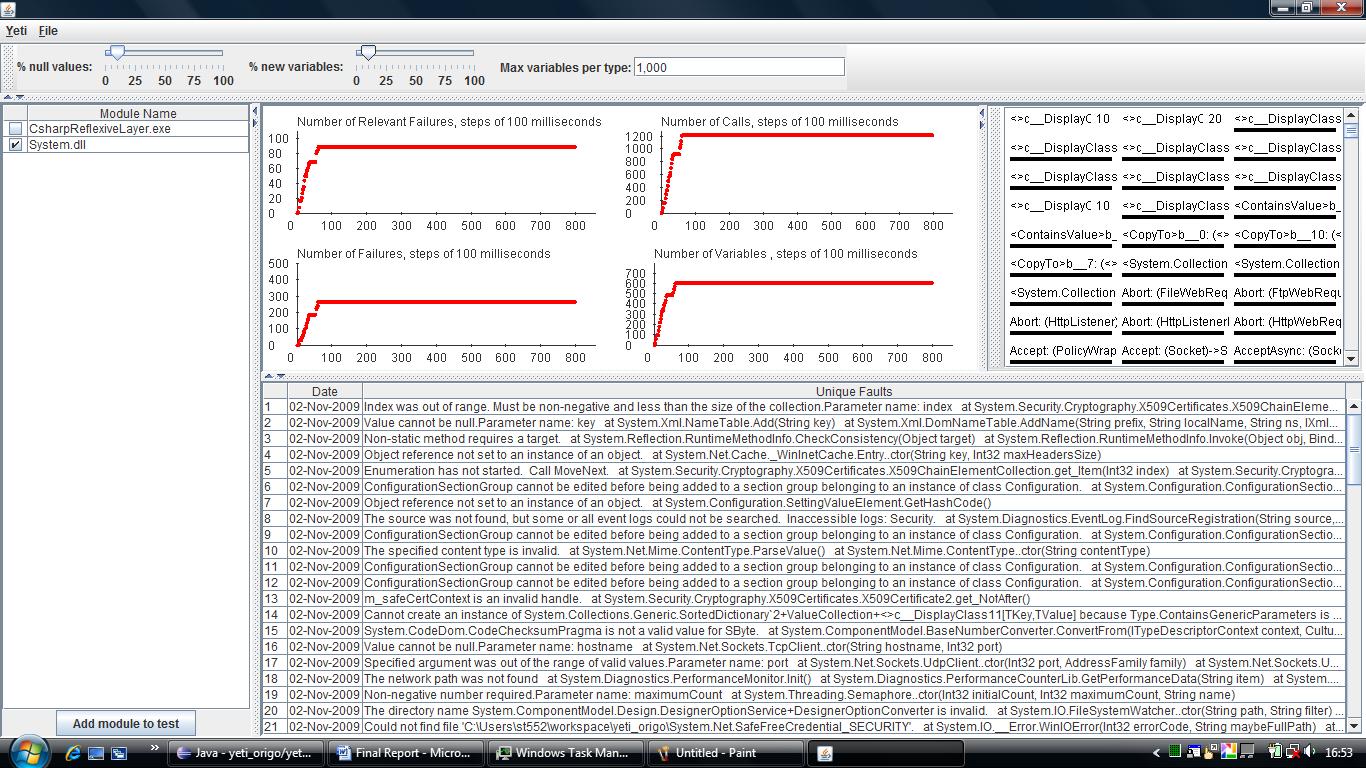 Yeti File
% null values:
0 25 50 75 100
% new variables:
0 25 50 75 100
Max variables per type: 1,000
Module Name
CsharpReflexiveLayer.exe
System.dll
Add module to test
Number of Relevant Failures, steps of 100 milliseconds
100
80
60
40
20
0
0 100 200 300 400 500 600 700 800
Number of Calls, steps of 100 milliseconds
1200
1000
800
600
400
200
0
0 100 200 300 400 500 600 700 800
Number of Failures, steps of 100 milliseconds
500
400
300
200
100
0
0 100 200 300 400 500 600 700 800
Number of Variables , steps of 100 milliseconds
700
600
500
400
300
200
100
0
0 100 200 300 400 500 600 700 800
<>c__DisplayC 10 <>c__DisplayC 20 <>c__DisplayClass
<>c__DisplayClass <>c__DisplayClass <>c__DisplayClass
<>c__DisplayClass <>c__DisplayClass <>c__DisplayClass
<>c__DisplayC 10 <>c__DisplayClass <ContainsValue>b_
<ContainsValue>b_ <CopyTo>b__0: (<> <CopyTo>b__10: (<
<CopyTo>b__7: (<> <System.Collection <System.Collection
<System.Collection Abort: (FileWebReq Abort: (FtpWebRequ
Abort: (HttpListener) Abort: (HttpListenerI Abort: (HttpWebReq
Accept: (PolicyWrap Accept: (Socket)->S AcceptAsync: (Sock
Date Unique Faults
1 02-Nov-2009 Index was out of range. Must be non-negative and less than the size of the collection.Parameter name: index at System.Security.Cryptography.X509Certificates.X509ChainEleme...
2 02-Nov-2009 Value cannot be null.Parameter name: key at System.Xml.NameTable.Add(String key) at System.Xml.DomNameTable.AddName(String prefix, String localName, String ns, IXml...
3 02-Nov-2009 Non-static method requires a target. at System.Reflection.RuntimeMethodInfo.CheckConsistency(Object target) at System.Reflection.RuntimeMethodInfo.Invoke(Object obj, Bind...
4 02-Nov-2009 Object reference not set to an instance of an object. at System.Net.Cache._WinInetCache.Entry..ctor(String key, Int32 maxHeadersSize)
5 02-Nov-2009 Enumeration has not started. Call MoveNext. at System.Security.Cryptography.X509Certificates.X509ChainElementCollection.get_Item(Int32 index) at System.Security.Cryptogra...
6 02-Nov-2009 ConfigurationSectionGroup cannot be edited before being added to a section group belonging to an instance of class Configuration. at System.Configuration.ConfigurationSectio...
7 02-Nov-2009 Object reference not set to an instance of an object. at System.Configuration.SettingValueElement.GetHashCode()
8 02-Nov-2009 The source was not found, but some or all event logs could not be searched. Inaccessible logs: Security. at System.Diagnostics.EventLog.FindSourceRegistration(String source,...
9 02-Nov-2009 ConfigurationSectionGroup cannot be edited before being added to a section group belonging to an instance of class Configuration. at System.Configuration.ConfigurationSectio...
10 02-Nov-2009 The specified content type is invalid. at System.Net.Mime.ContentType.ParseValue() at System.Net.Mime.ContentType..ctor(String contentType)
11 02-Nov-2009 ConfigurationSectionGroup cannot be edited before being added to a section group belonging to an instance of class Configuration. at System.Configuration.ConfigurationSectio...
12 02-Nov-2009 ConfigurationSectionGroup cannot be edited before being added to a section group belonging to an instance of class Configuration. at System.Configuration.ConfigurationSectio...
13 02-Nov-2009 m_safeCertContext is an invalid handle. at System.Security.Cryptography.X509Certificates.X509Certificate2.get_NotAfter()
14 02-Nov-2009 Cannot create an instance of System.Collections.Generic.SortedDictionary`2+ValueCollection+<>c__DisplayClass11[TKey,TValue] because Type.ContainsGenericParameters is ...
15 02-Nov-2009 System.CodeDom.CodeChecksumPragma is not a valid value for SByte. at System.ComponentModel.BaseNumberConverter.ConvertFrom(ITypeDescriptorContext context, Cultu...
16 02-Nov-2009 Value cannot be null.Parameter name: hostname at System.Net.Sockets.TcpClient..ctor(String hostname, Int32 port)
17 02-Nov-2009 Specified argument was out of the range of valid values.Parameter name: port at System.Net.Sockets.UdpClient..ctor(Int32 port, AddressFamily family) at System.Net.Sockets.U...
18 02-Nov-2009 The network path was not found at System.Diagnostics.PerformanceMonitor.Init() at System.Diagnostics.PerformanceCounterLib.GetPerformanceData(String item) at System....
19 02-Nov-2009 Non-negative number required.Parameter name: maximumCount at System.Threading.Semaphore..ctor(Int32 initialCount, Int32 maximumCount, String name)
20 02-Nov-2009 The directory name System.ComponentModel.Design.DesignerOptionService+DesignerOptionConverter is invalid. at System.IO.FileSystemWatcher..ctor(String path, String filter) ...
21 02-Nov-2009 Could not find file 'C:\Users\st552\workspace\yeti_origo\System.Net.SafeFreeCredential_SECURITY'. at System.IO.__Error.WinIOError(Int32 errorCode, String maybeFullPath) at...
Java - yeti_origo/yet... Final Report - Micro... Windows Task Man... Untitled - Paint 16:53